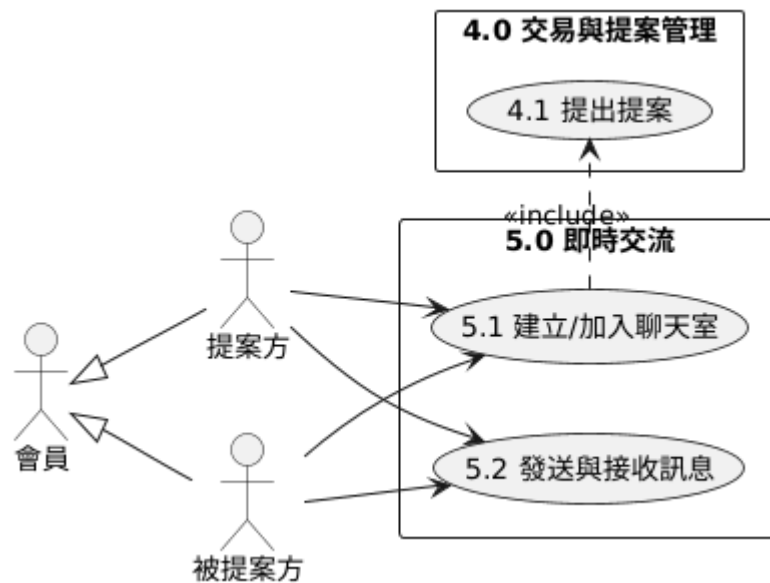 4.0 交易與提案管理
4.1 提出提案
«include»
5.0 即時交流
5.1 建立/加入聊天室
提案方
會員
5.2 發送與接收訊息
被提案方